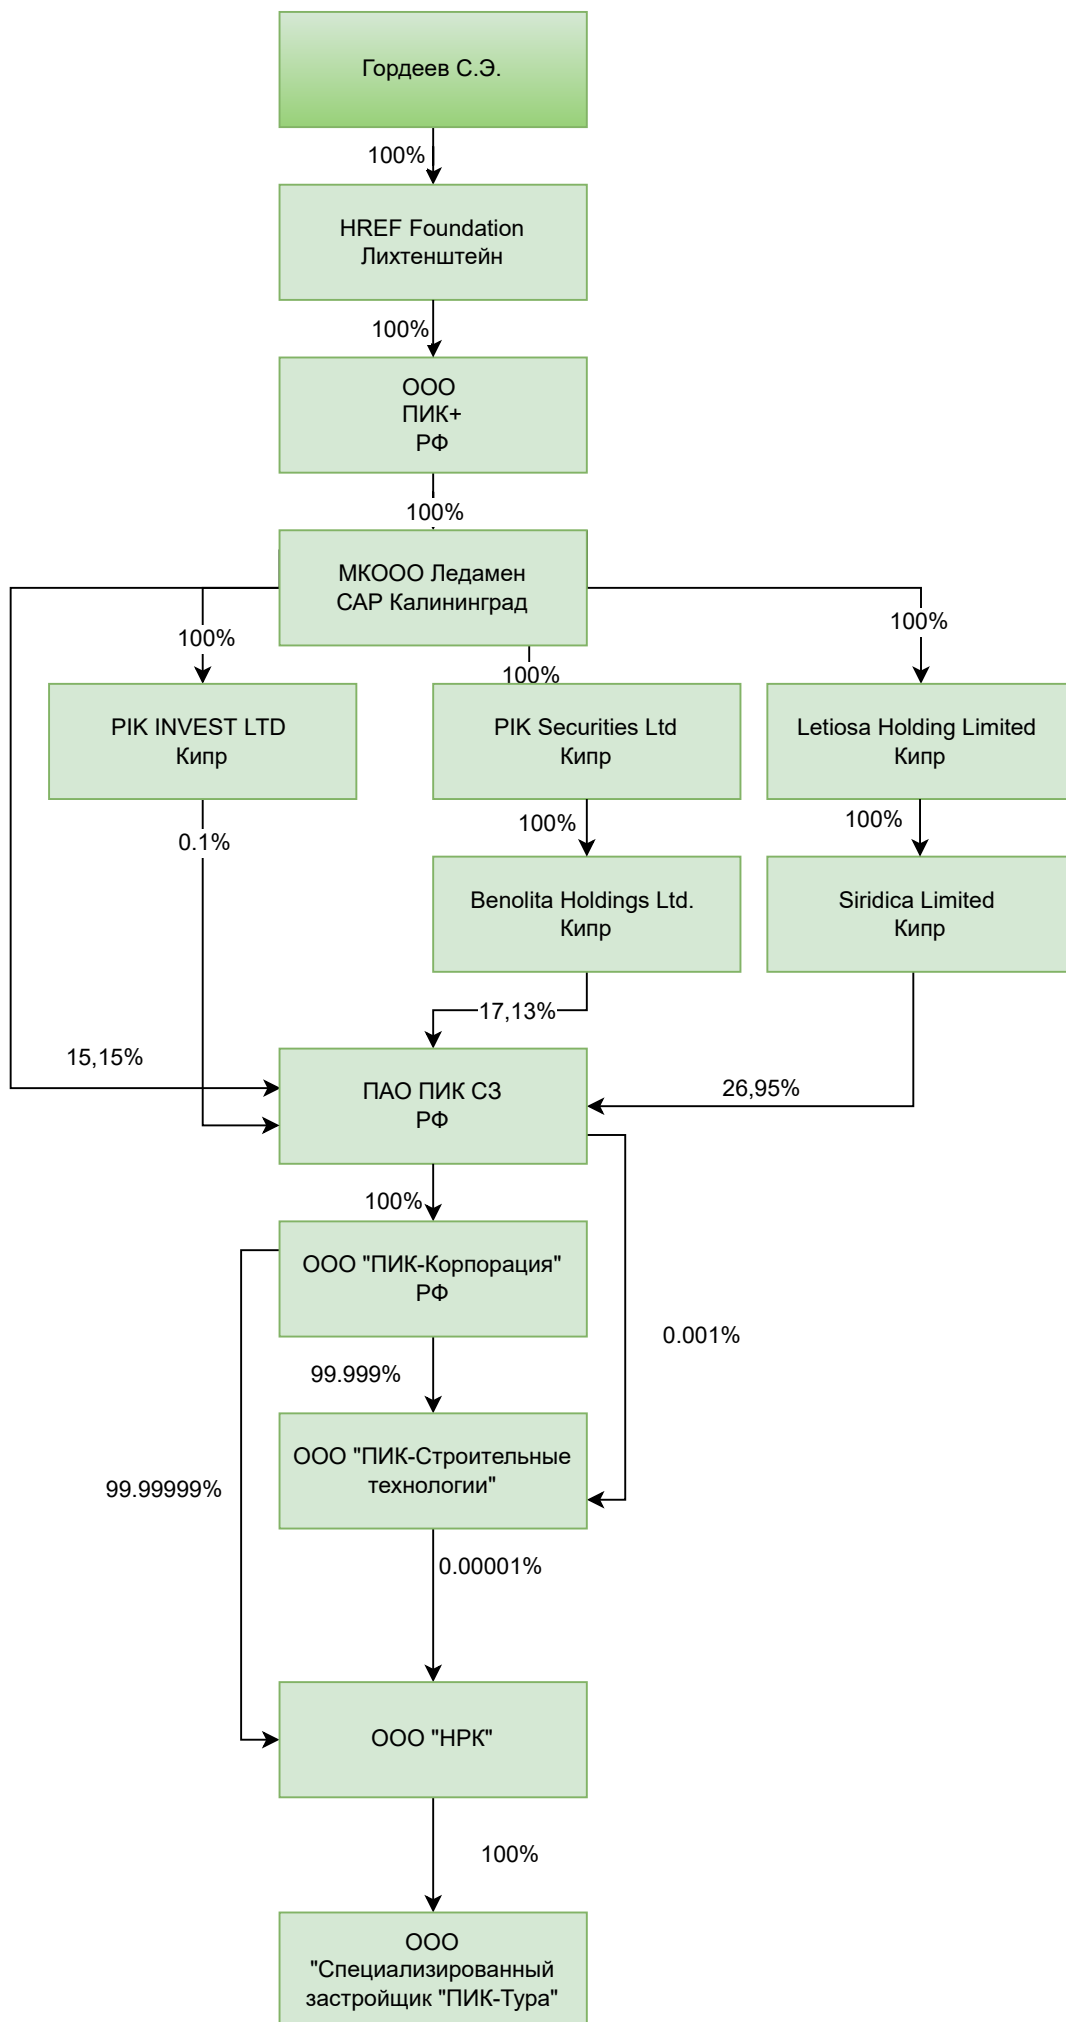 Гордеев С.Э.
100%
HREF Foundation
Лихтенштейн
100%
ООО
ПИК+
РФ
100%
МКООО Ледамен
САР Калининград
100%
100%
100%
PIK INVEST LTD
Кипр
PIK Securities Ltd
Кипр
Letiosa Holding Limited
Кипр
0.1%
100%
100%
Benolita Holdings Ltd.
Кипр
Siridica Limited
Кипр
17,13%
15,15%
26,95%
ПАО ПИК СЗ
РФ
100%
ООО "ПИК-Корпорация"
РФ
0.001%
99.999%
ООО "ПИК-Строительные
технологии"
99.99999%
0.00001%
ООО "НРК"
100%
ООО
"Специализированный
застройщик "ПИК-Тура"